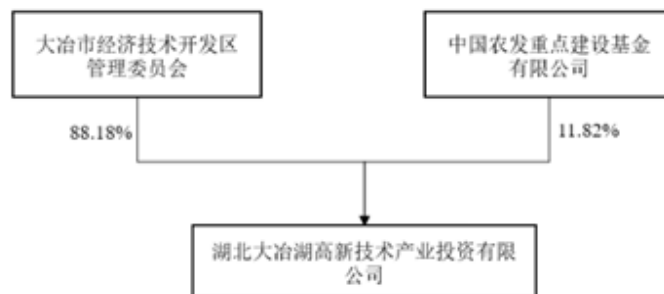 大冶市经济技术开发区
管理委员会
中国农发重点建设基金
有限公司
88.18%
11.82%
湖北大冶湖高新技术产业投资有限
公司